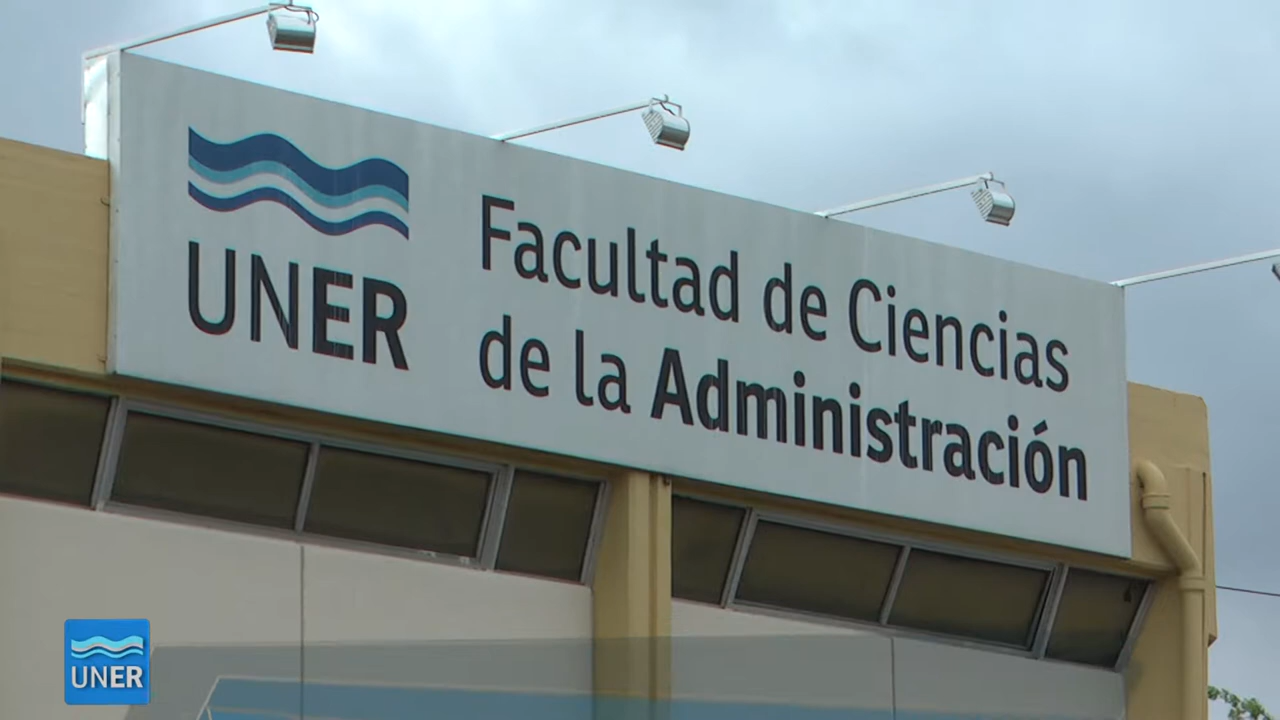 UNER
Facultad de Ciencias
de la Administración
UNER